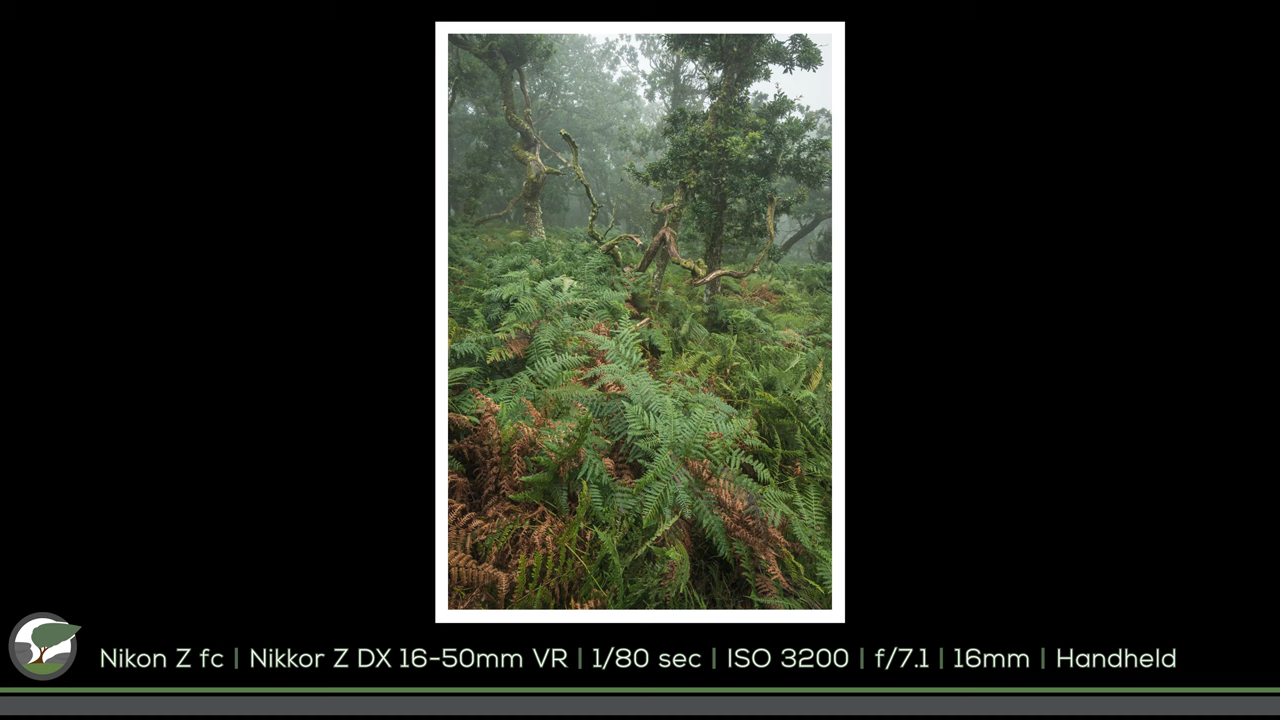 Nikon Z fc | Nikkor Z DX 16-50mm VR | 1/80 sec | ISO 3200 | f/7.1 | 16mm | Handheld